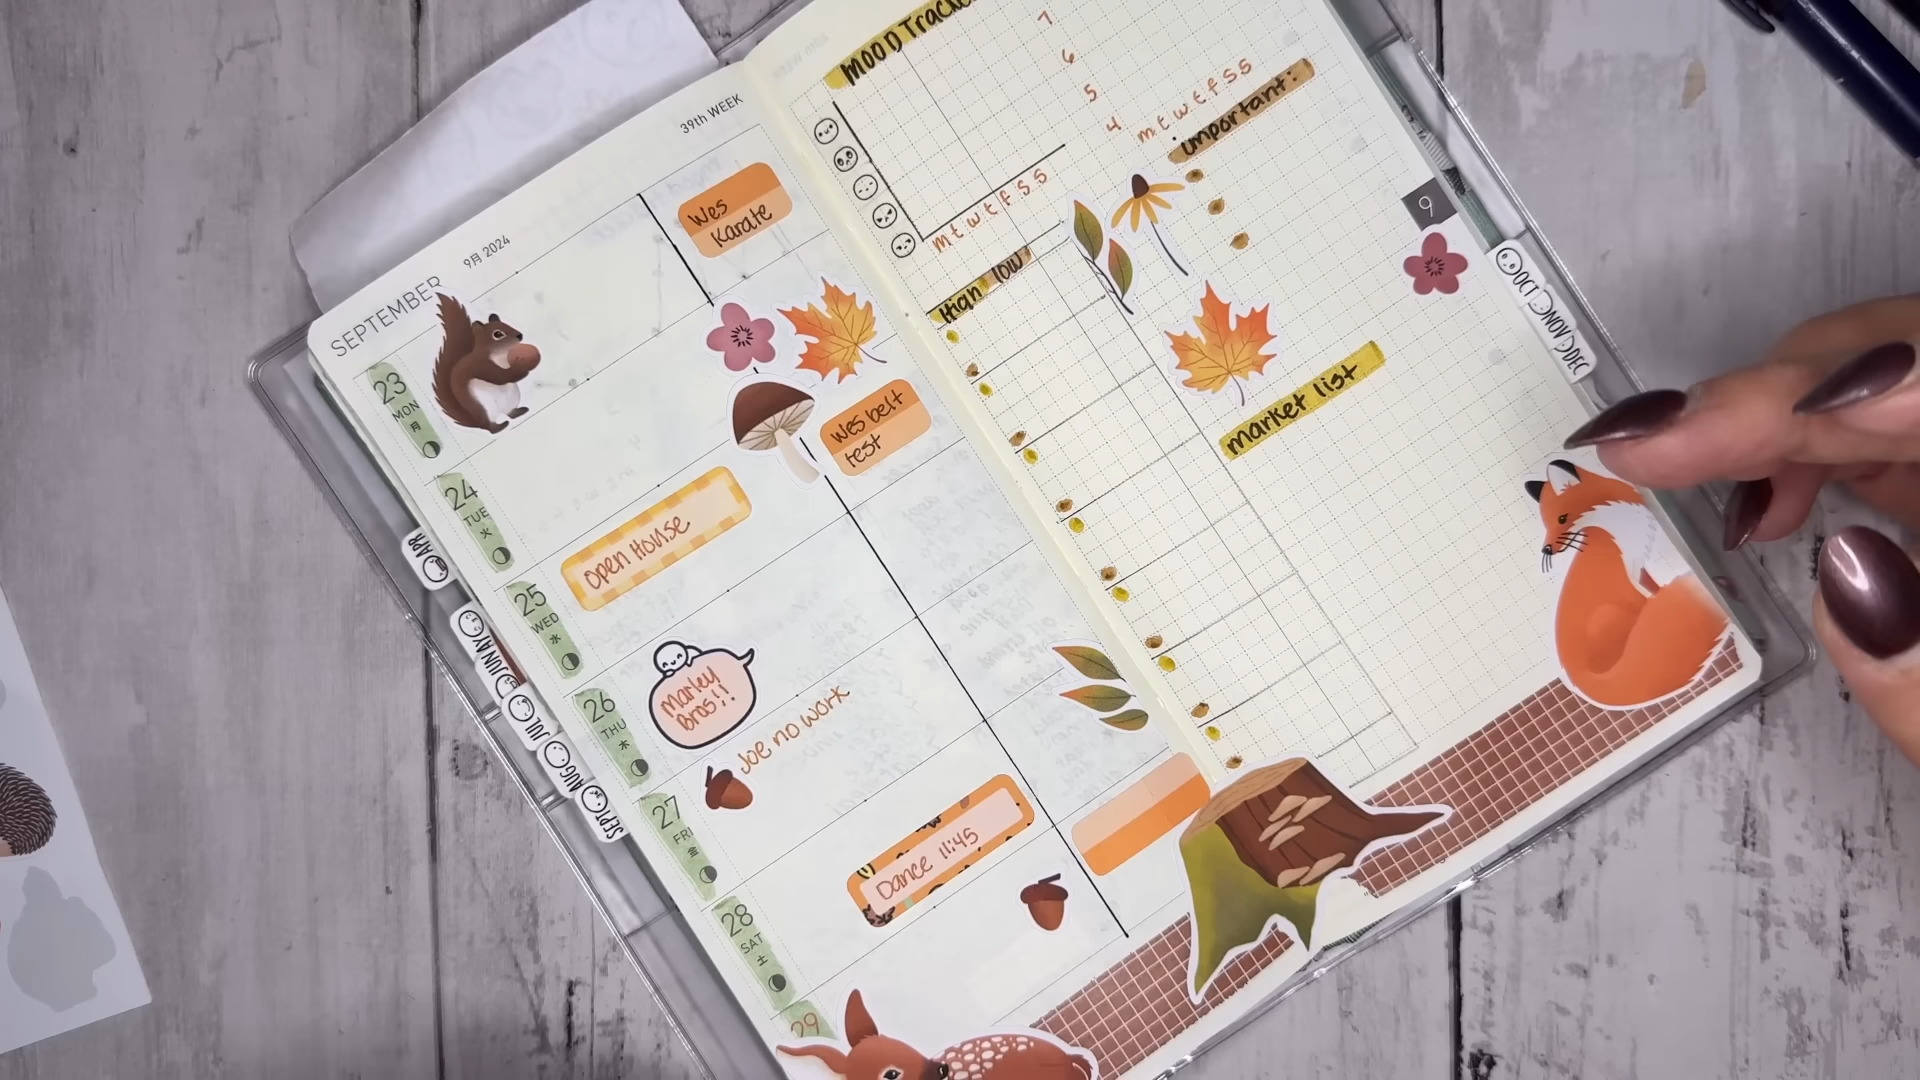 39th WEEK
SEPTEMBER
9月 2024
23
MON
月
Wes
Karate
24
TUE
火
Wes belt
test
25
WED
水
Open House
26
THU
木
Marley
Bros!!
27
FRI
金
Joe no work
28
SAT
土
Dance 11:45
29
APR
JUN
JUL
AUG
SEPT
Mood
7
6
5
4
m t w t f s s
m t w t f s s
important:
High low
market list
9
OCT
NOV
DEC